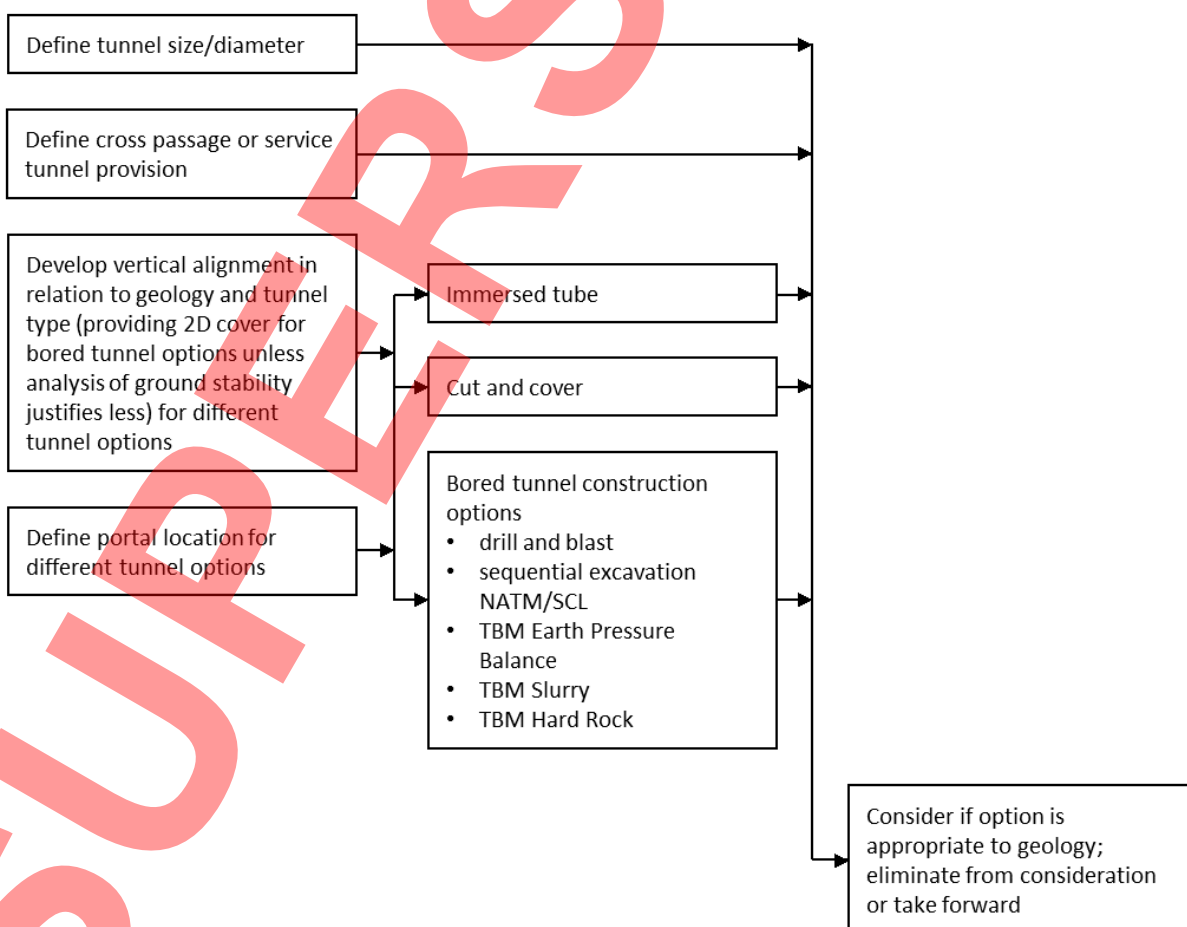 Define tunnel size/diameter
Define cross passage or service
tunnel provision
Develop vertical alignment in
relation to geology and tunnel
type (providing 2D cover for
bored tunnel options unless
analysis of ground stability
justifies less) for different
tunnel options
Define portal location for
different tunnel options
Immersed tube
Cut and cover
Bored tunnel construction
options
• drill and blast
• sequential excavation
NATM/SCL
• TBM Earth Pressure
Balance
• TBM Slurry
• TBM Hard Rock
Consider if option is
appropriate to geology;
eliminate from consideration
or take forward
SUPERS